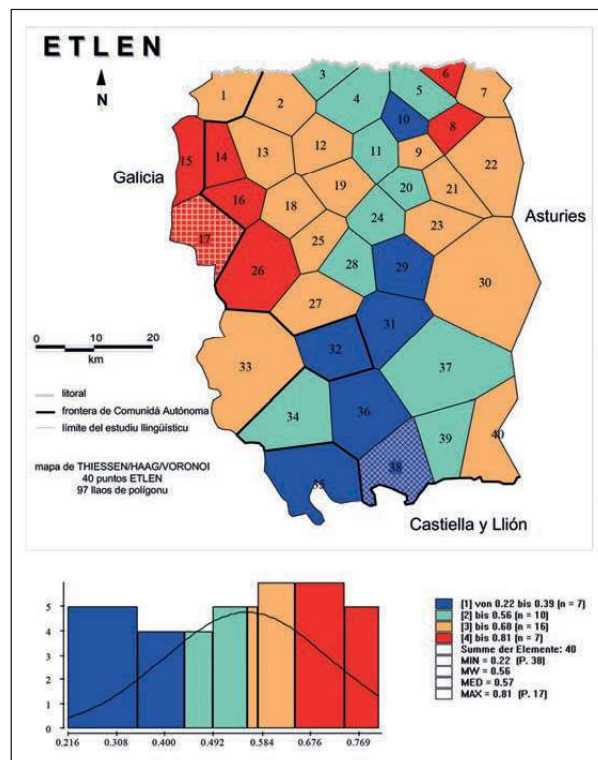 ETLEN
N
3
6
1
2
4
5
7
10
8
15
14
13
12
11
9
22
Galicia
16
19
20
21
18
24
23
Asturies
17
25
26
28
29
30
27
31
0 10 20
km
32
33
37
litoral
frontera de Comunidá Autónoma
límite del estudiu llingüísticu
34
36
39
40
mapa de THIESSEN/HAAG/VORONOI
40 puntos ETLEN
97 llaos de polígonu
35
38
Castiella y Llión
5
4
3
2
1
0
0.216 0.308 0.400 0.492 0.584 0.676 0.769
[1] von 0.22 bis 0.39 (n = 7)
[2] bis 0.56 (n = 10)
[3] bis 0.68 (n = 16)
[4] bis 0.81 (n = 7)
Summe der Elemente: 40
MIN = 0.22 (P. 38)
MW = 0.56
MED = 0.57
MAX = 0.81 (P. 17)